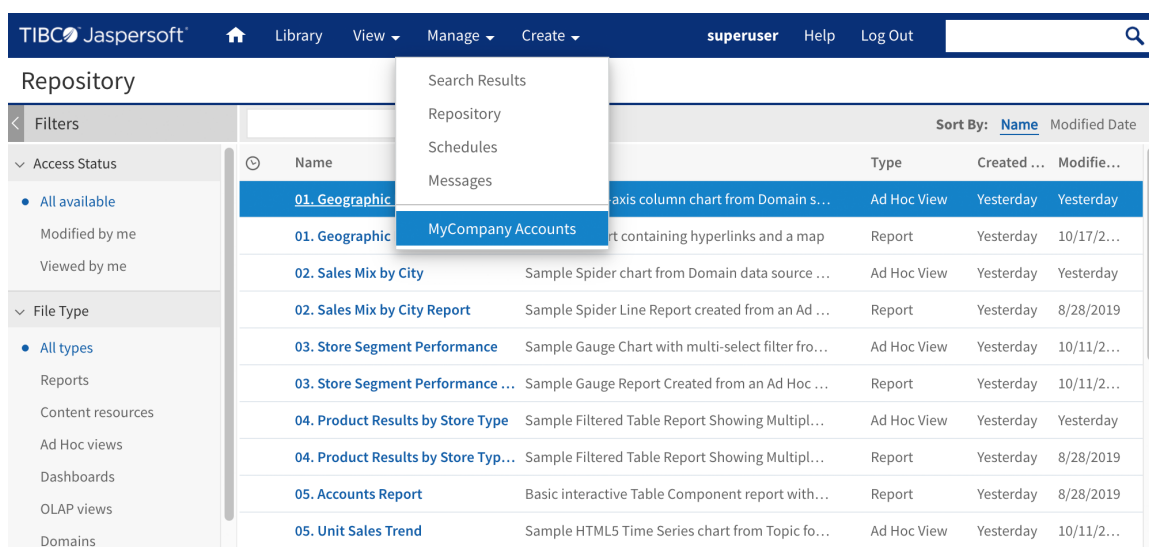 TIBCO Jaspersoft® Library View Manage Create superuser Help Log Out
Repository
Search Results
Repository
Schedules
Messages
MyCompany Accounts
Filters
Sort By: Name Modified Date
Access Status
All available
Modified by me
Viewed by me
File Type
All types
Reports
Content resources
Ad Hoc views
Dashboards
OLAP views
Domains
Name Type Created ... Modifie...
01. Geographic -axis column chart from Domain s... Ad Hoc View Yesterday Yesterday
01. Geographic rt containing hyperlinks and a map Report Yesterday 10/17/2...
02. Sales Mix by City Sample Spider chart from Domain data source ... Ad Hoc View Yesterday Yesterday
02. Sales Mix by City Report Sample Spider Line Report created from an Ad ... Report Yesterday 8/28/2019
03. Store Segment Performance Sample Gauge Chart with multi-select filter fro... Ad Hoc View Yesterday 10/11/2...
03. Store Segment Performance ... Sample Gauge Report Created from an Ad Hoc ... Report Yesterday 10/11/2...
04. Product Results by Store Type Sample Filtered Table Report Showing Multipl... Ad Hoc View Yesterday Yesterday
04. Product Results by Store Typ... Sample Filtered Table Report Showing Multipl... Report Yesterday 8/28/2019
05. Accounts Report Basic interactive Table Component report with... Report Yesterday 8/28/2019
05. Unit Sales Trend Sample HTML5 Time Series chart from Topic fo... Ad Hoc View Yesterday 10/11/2...